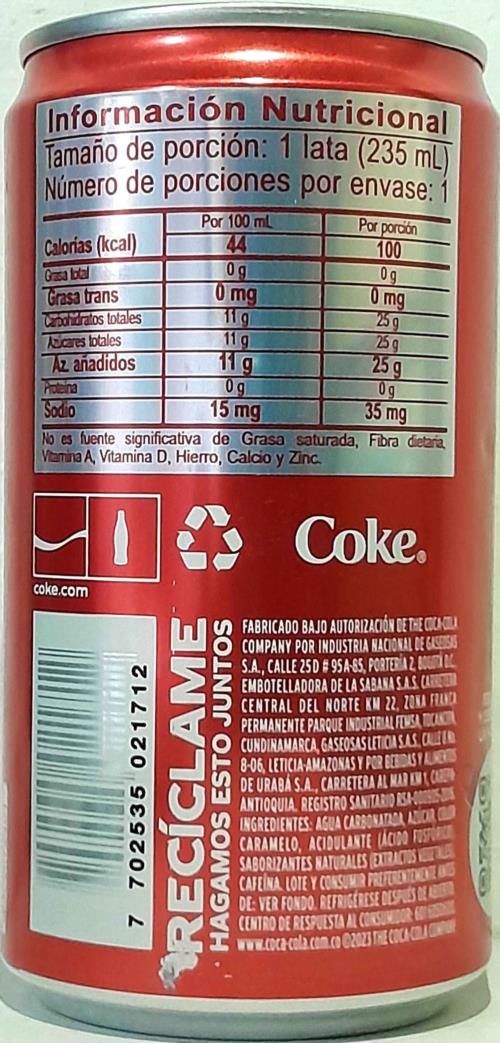 Información Nutricional
Tamaño de porción: 1 lata (235 mL)
Número de porciones por envase: 1
Por 100 mL Por porción
Calorías (kcal) 44 100
Grasa total 0 g 0 g
Grasa trans 0 mg 0 mg
Carbohidratos totales 11 g 25 g
Azúcares totales 11 g 25 g
Az. añadidos 11 g 25 g
Proteína 0 g 0 g
Sodio 15 mg 35 mg
No es fuente significativa de Grasa saturada, Fibra dietaria,
Vitamina A, Vitamina D, Hierro, Calcio y Zinc.
Coke®
coke.com
7 702535 021712
RECÍCLAME
HAGAMOS ESTO JUNTOS
FABRICADO BAJO AUTORIZACIÓN DE THE COCA-COLA
COMPANY POR INDUSTRIA NACIONAL DE GASEOSAS
S.A., CALLE 25D # 95A-85, PORTERÍA 2, BOGOTÁ D.C.
EMBOTELLADORA DE LA SABANA S.A.S. CARRETERA
CENTRAL DEL NORTE KM 22, ZONA FRANCA
PERMANENTE PARQUE INDUSTRIAL FEMSA, TOCANCIPÁ,
CUNDINAMARCA, GASEOSAS LETICIA S.A.S., CALLE
8-06, LETICIA-AMAZONAS Y POR BEBIDAS Y ALIMENTOS
DE URABÁ S.A., CARRETERA AL MAR KM 1,
ANTIOQUIA. REGISTRO SANITARIO
INGREDIENTES: AGUA CARBONATADA, AZÚCAR, COLOR
CARAMELO, ACIDULANTE (ÁCIDO FOSFÓRICO)
SABORIZANTES NATURALES (EXTRACTOS VEGETALES)
CAFEÍNA. LOTE Y CONSUMIR PREFERENTEMENTE ANTES
DE: VER FONDO. REFRIGÉRESE DESPUÉS DE ABIERTO.
CENTRO DE RESPUESTA AL CONSUMIDOR:
www.coca-cola.com.co ©2023 THE COCA-COLA COMPANY